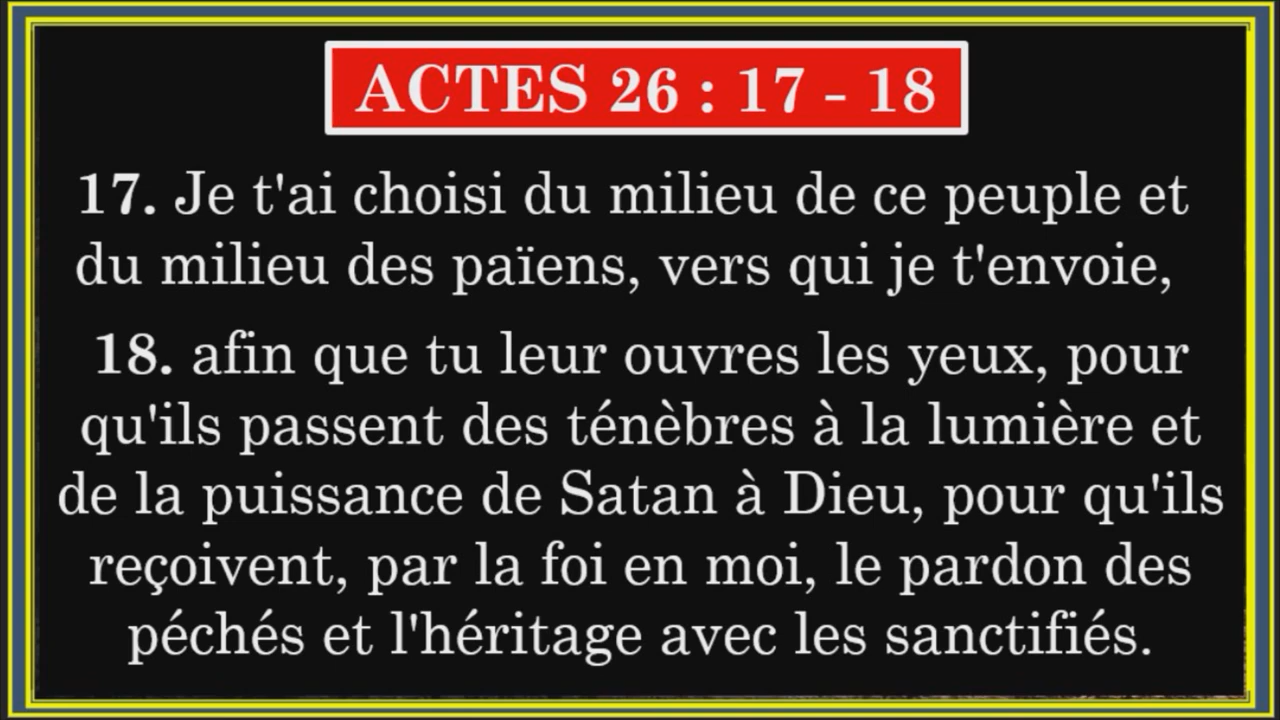 ACTES 26 : 17 - 18
17. Je t'ai choisi du milieu de ce peuple et
du milieu des païens, vers qui je t'envoie,
18. afin que tu leur ouvres les yeux, pour
qu'ils passent des ténèbres à la lumière et
de la puissance de Satan à Dieu, pour qu'ils
reçoivent, par la foi en moi, le pardon des
péchés et l'héritage avec les sanctifiés.